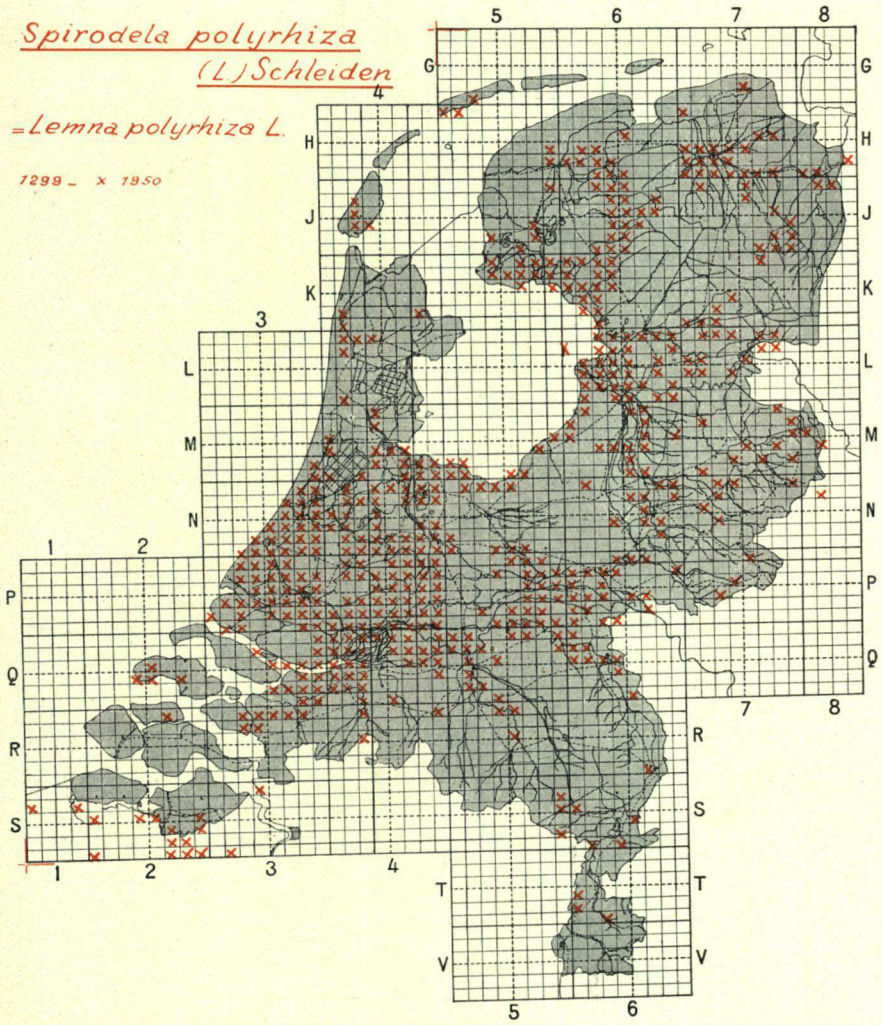 Spirodela polyrhiza
(L.) Schleiden
= Lemna polyrhiza L.
1299 - x 1950
5 6 7 8
G G
4
H H
J J
K K
3
L L
M M
N N
1 2
P P
Q Q
7 8
R R
S S
1 2 3 4
T T
V V
5 6